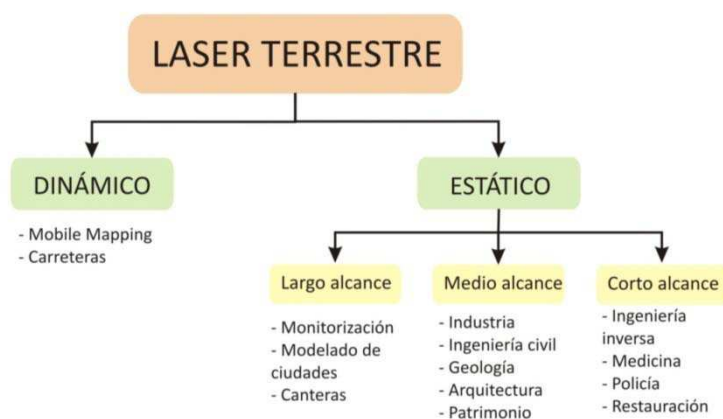 LASER TERRESTRE
DINÁMICO
- Mobile Mapping
- Carreteras
ESTÁTICO
Largo alcance
- Monitorización
- Modelado de
ciudades
- Canteras
Medio alcance
- Industria
- Ingeniería civil
- Geología
- Arquitectura
- Patrimonio
Corto alcance
- Ingeniería
inversa
- Medicina
- Policía
- Restauración